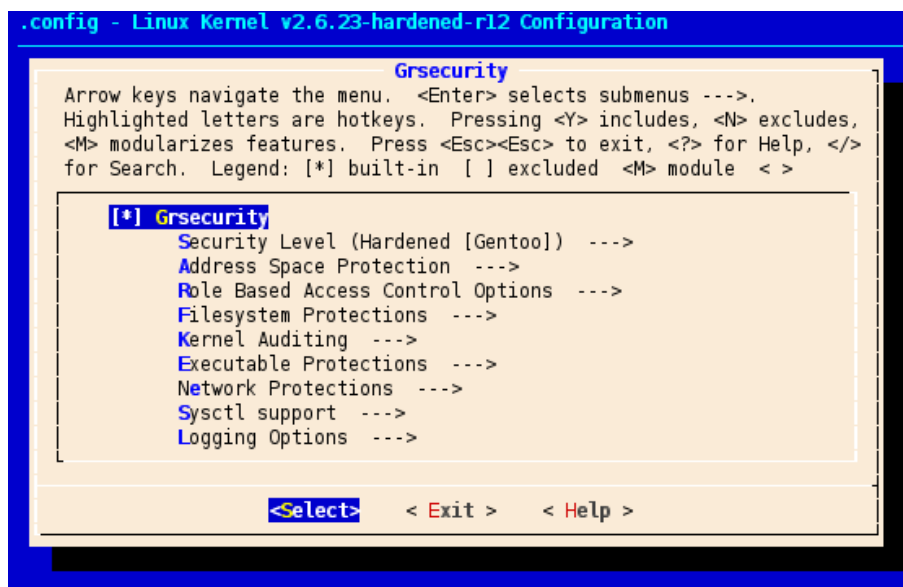 .config - Linux Kernel v2.6.23-hardened-r12 Configuration
Grsecurity
Arrow keys navigate the menu.  <Enter> selects submenus --->.
Highlighted letters are hotkeys.  Pressing <Y> includes, <N> excludes,
<M> modularizes features.  Press <Esc><Esc> to exit, <?> for Help, </>
for Search.  Legend: [*] built-in  [ ] excluded  <M> module  < >
[*] Grsecurity
Security Level (Hardened [Gentoo])  --->
Address Space Protection  --->
Role Based Access Control Options  --->
Filesystem Protections  --->
Kernel Auditing  --->
Executable Protections  --->
Network Protections  --->
Sysctl support  --->
Logging Options  --->
<Select>    < Exit >    < Help >